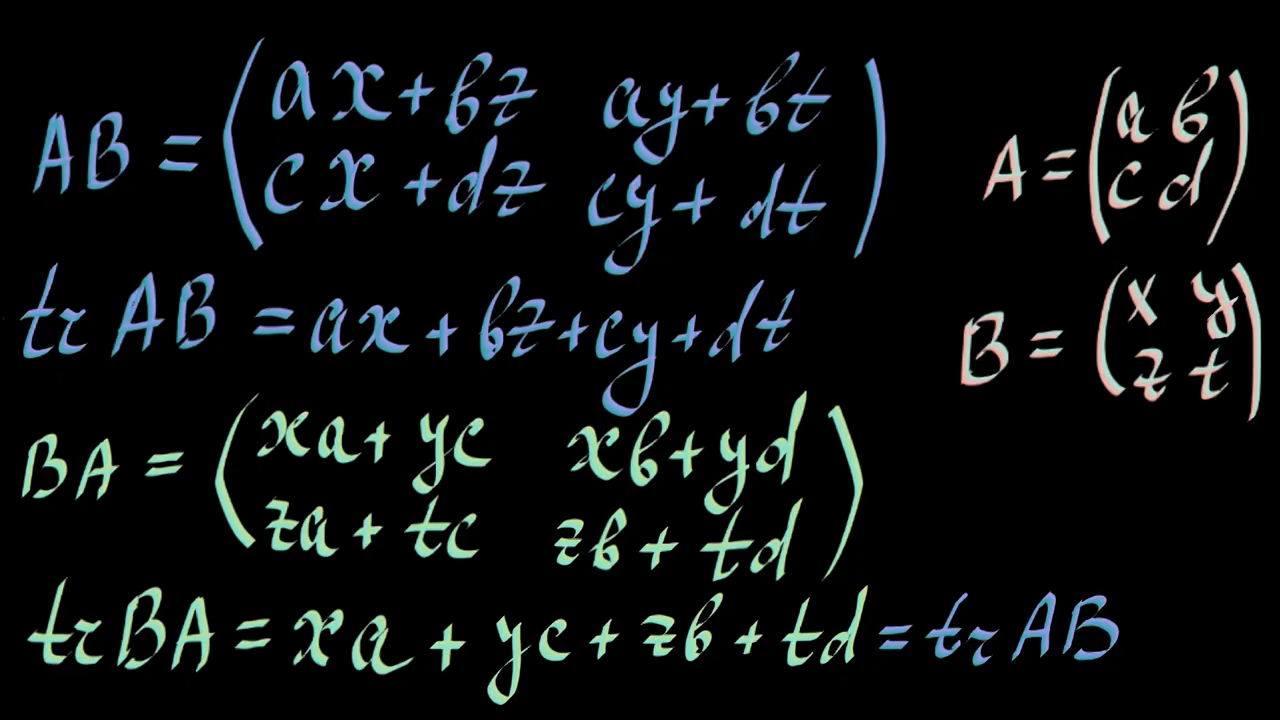 AB = (ax+bz ay+bt
cx+dz cy+dt)
tr AB = ax+bz+cy+dt
BA = (xa+yc xb+yd
za+tc zb+td)
tr BA = xa+yc+zb+td = tr AB
A = (a b
c d)
B = (x y
z t)